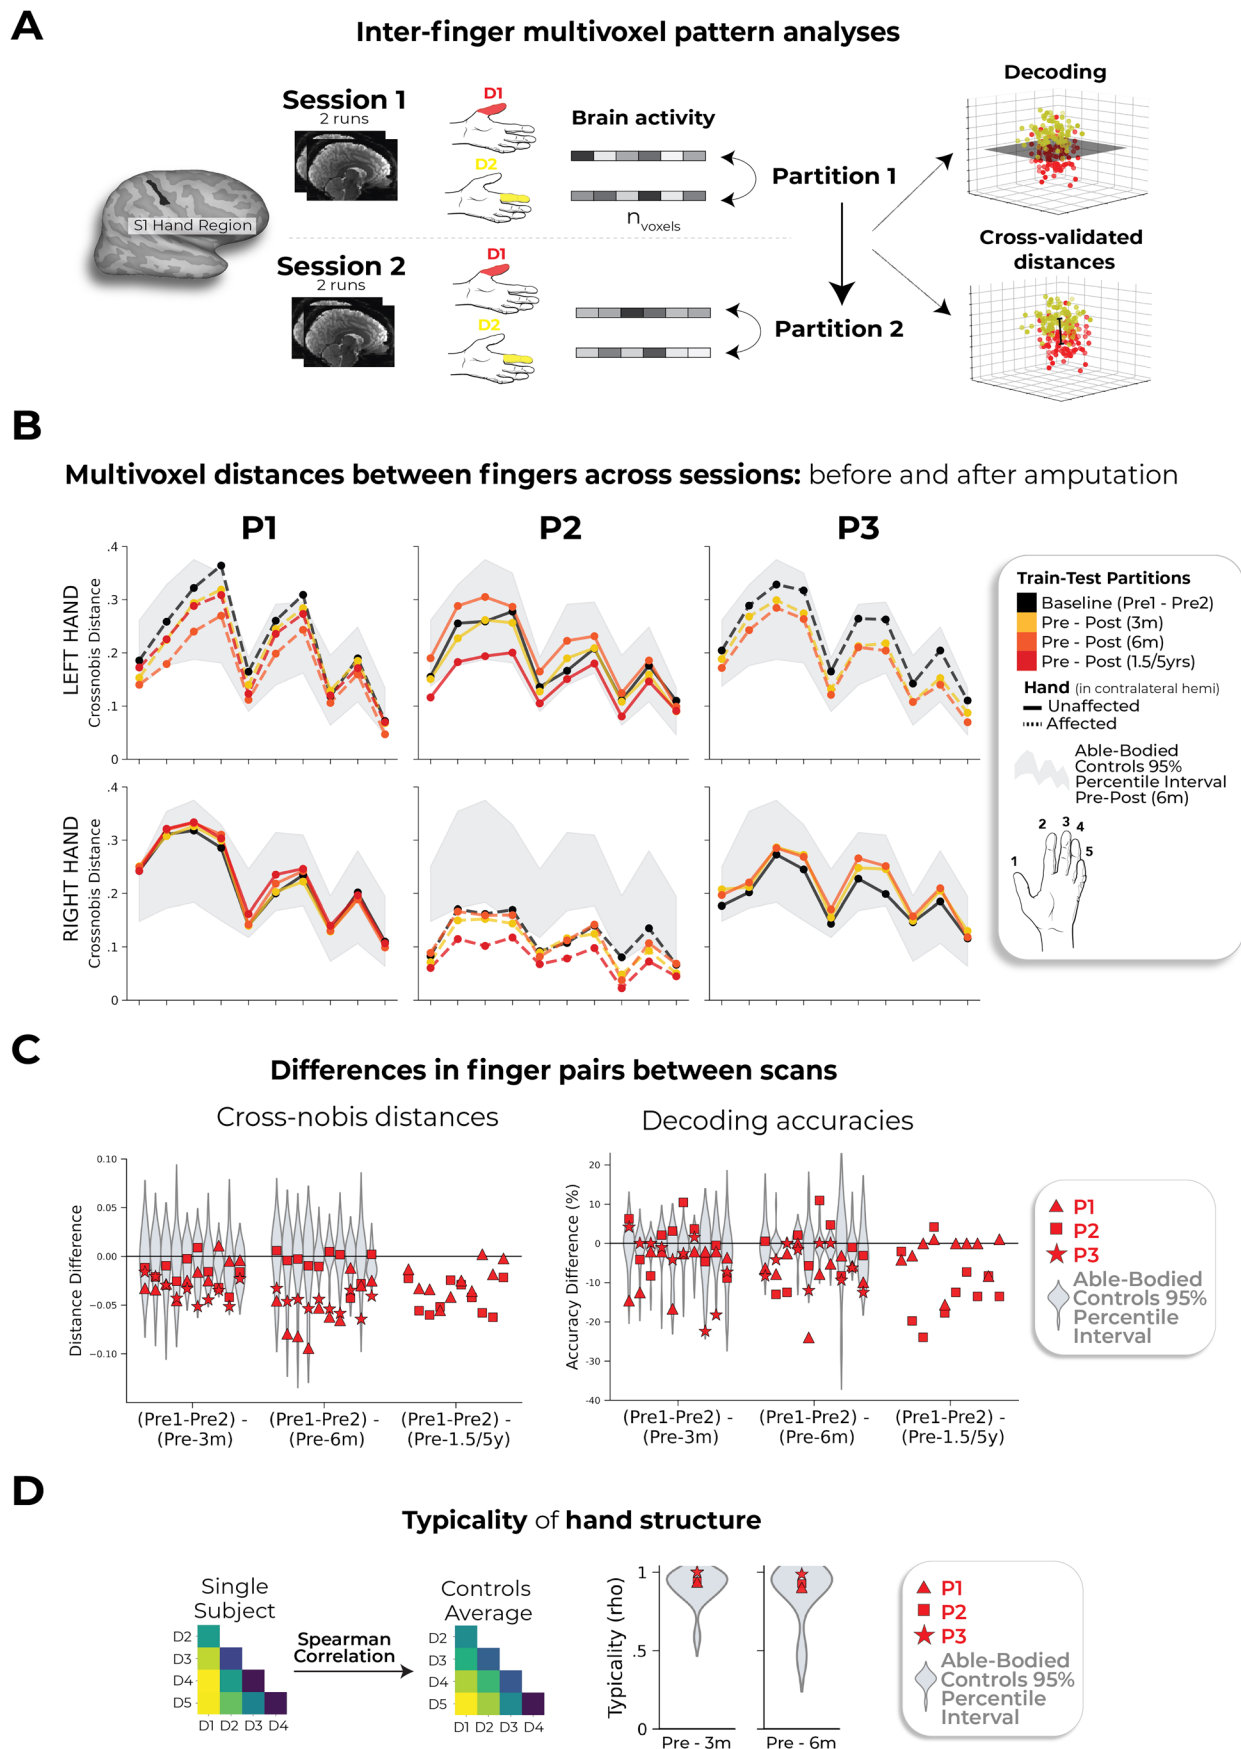 A
Inter-finger multivoxel pattern analyses
Session 1
2 runs
D1
D2
Brain activity
n voxels
Partition 1
Decoding
S1 Hand Region
Session 2
2 runs
D1
D2
Partition 2
Cross-validated
distances
B
Multivoxel distances between fingers across sessions: before and after amputation
P1
P2
P3
LEFT HAND
Crossnobis Distance
.4
.3
.2
.1
0
RIGHT HAND
Crossnobis Distance
.4
.3
.2
.1
0
Train-Test Partitions
Baseline (Pre1 - Pre2)
Pre - Post (3m)
Pre - Post (6m)
Pre - Post (1.5/5yrs)
Hand (in contralateral hemi)
Unaffected
Affected
Able-Bodied
Controls 95%
Percentile Interval
Pre-Post (6m)
1
2
3
4
5
C
Differences in finger pairs between scans
Cross-nobis distances
Distance Difference
0.10
0.05
0.00
−0.05
−0.10
(Pre1-Pre2) -
(Pre-3m)
(Pre1-Pre2) -
(Pre-6m)
(Pre1-Pre2) -
(Pre-1.5/5y)
Decoding accuracies
Accuracy Difference (%)
20
10
0
-10
-20
-30
-40
(Pre1-Pre2) -
(Pre-3m)
(Pre1-Pre2) -
(Pre-6m)
(Pre1-Pre2) -
(Pre-1.5/5y)
P1
P2
P3
Able-Bodied
Controls 95%
Percentile
Interval
D
Typicality of hand structure
Single
Subject
D2
D3
D4
D5
D1 D2 D3 D4
Spearman
Correlation
Controls
Average
D2
D3
D4
D5
D1 D2 D3 D4
Typicality (rho)
1
.5
0
Pre - 3m
Pre - 6m
P1
P2
P3
Able-Bodied
Controls 95%
Percentile
Interval